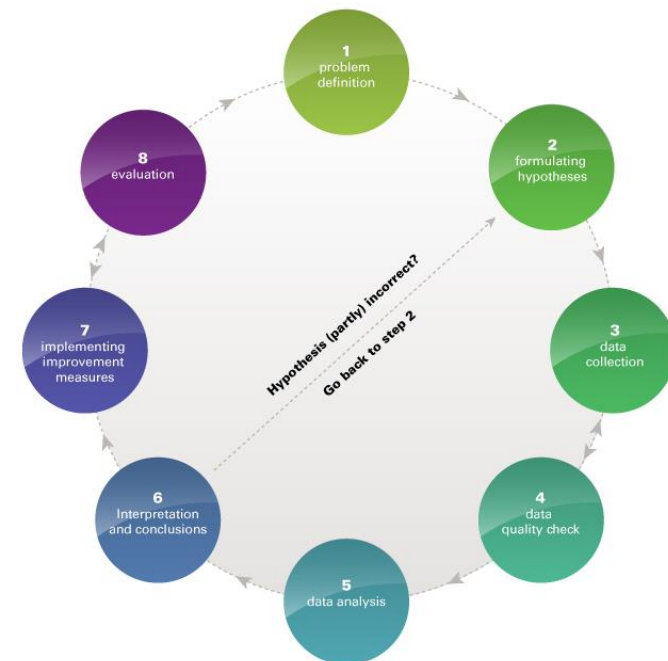 1
problem
definition
2
formulating
hypotheses
3
data
collection
4
data
quality check
5
data analysis
6
Interpretation
and conclusions
7
implementing
improvement
measures
8
evaluation
Hypothesis (partly) incorrect?
Go back to step 2